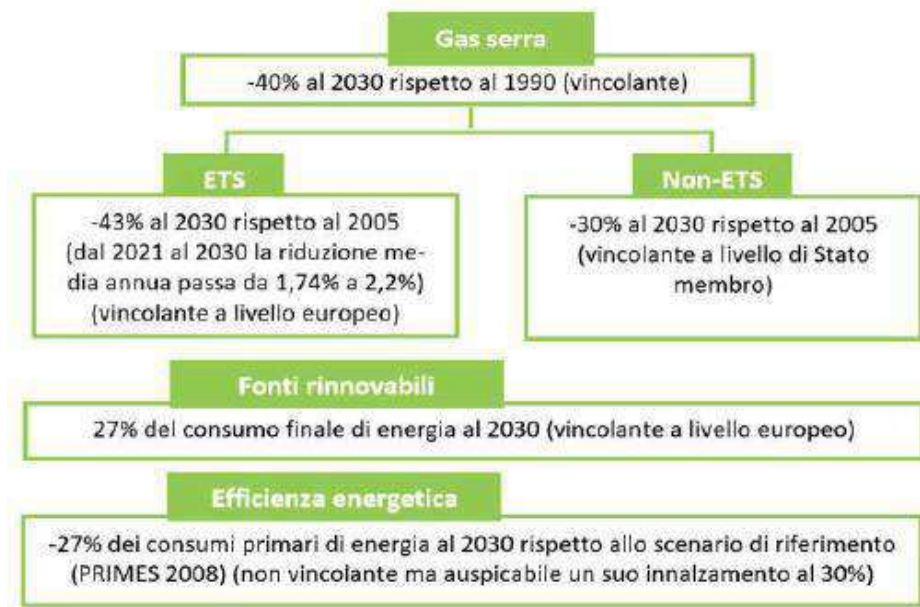 Gas serra
-40% al 2030 rispetto al 1990 (vincolante)
ETS
-43% al 2030 rispetto al 2005
(dal 2021 al 2030 la riduzione me-
dia annua passa da 1,74% a 2,2%)
(vincolante a livello europeo)
Non-ETS
-30% al 2030 rispetto al 2005
(vincolante a livello di Stato
membro)
Fonti rinnovabili
27% del consumo finale di energia al 2030 (vincolante a livello europeo)
Efficienza energetica
-27% dei consumi primari di energia al 2030 rispetto allo scenario di riferimento
(PRIMES 2008) (non vincolante ma auspicabile un suo innalzamento al 30%)